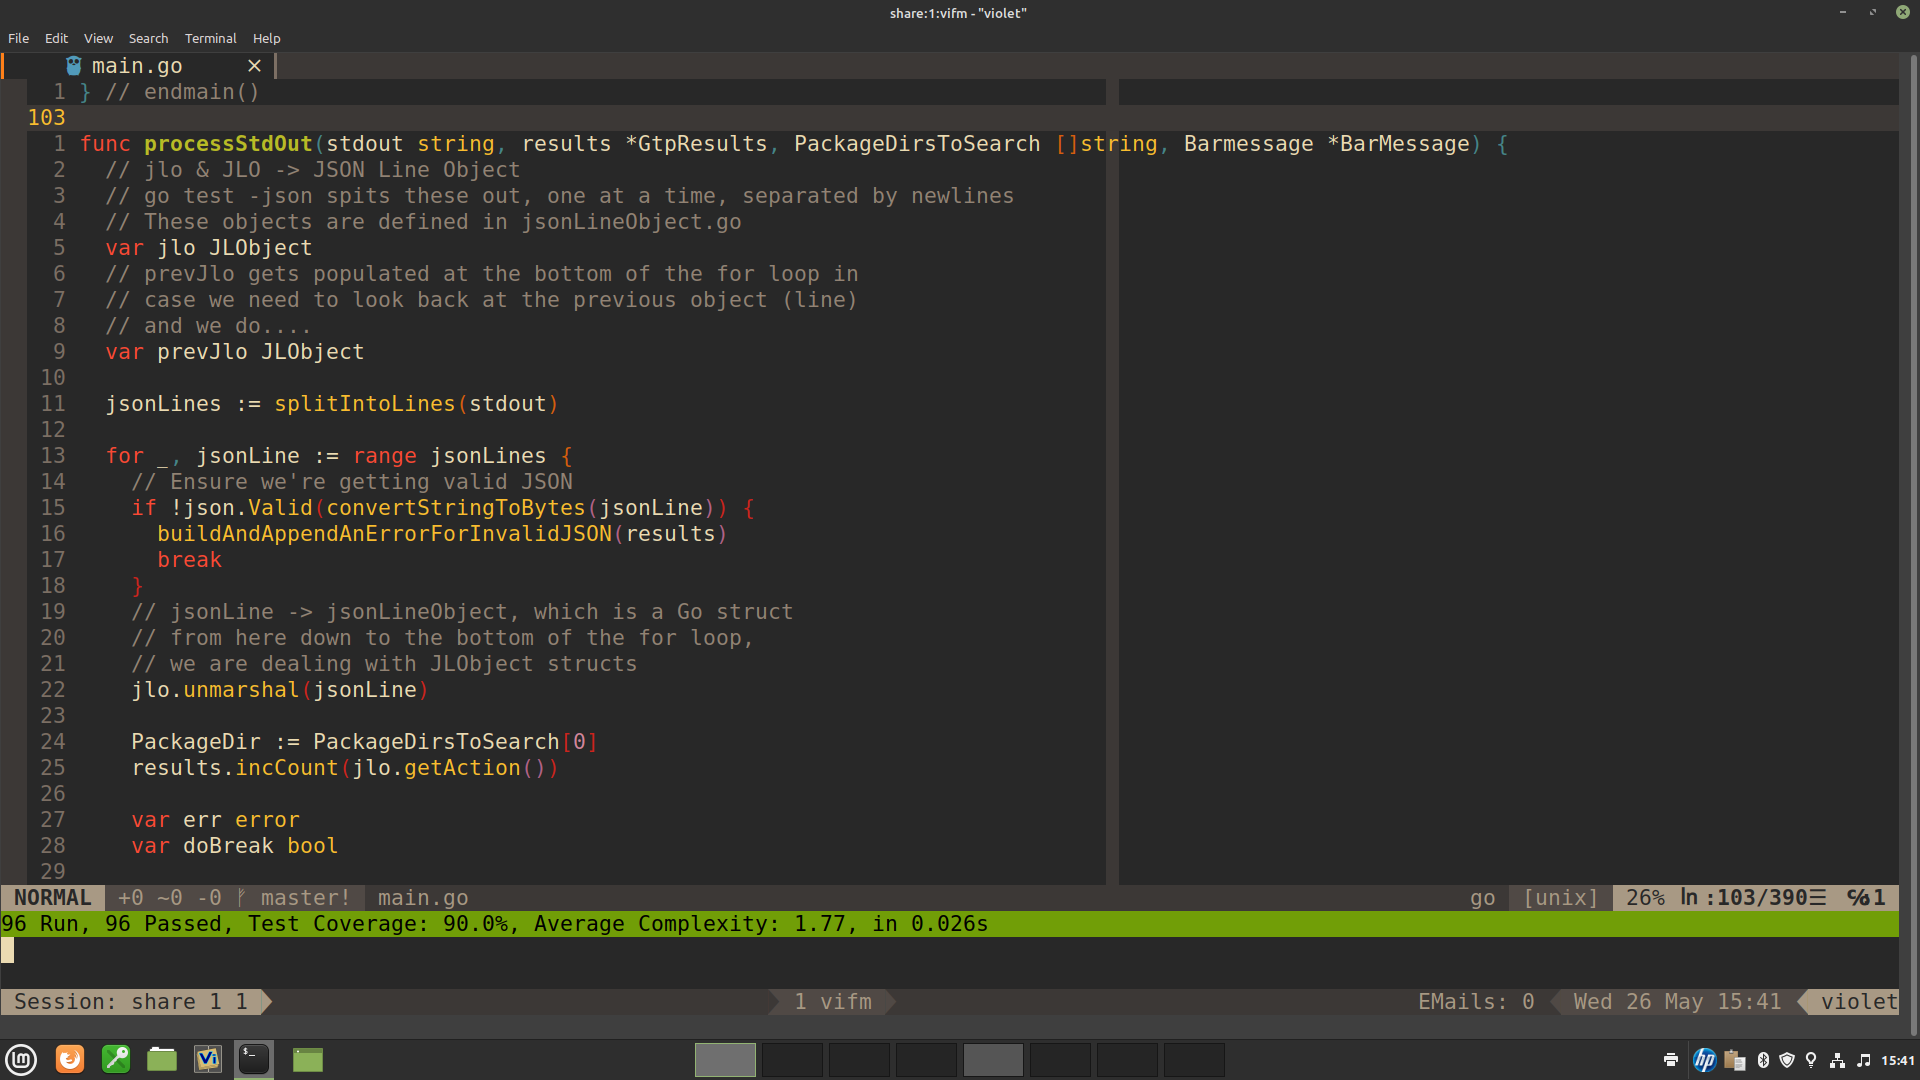 share:1:vifm - "violet"
File Edit View Search Terminal Help
main.go ×
1 } // endmain()
103
1 func processStdOut(stdout string, results *GtpResults, PackageDirsToSearch []string, Barmessage *BarMessage) {
2   // jlo & JLO -> JSON Line Object
3   // go test -json spits these out, one at a time, separated by newlines
4   // These objects are defined in jsonLineObject.go
5   var jlo JLObject
6   // prevJlo gets populated at the bottom of the for loop in
7   // case we need to look back at the previous object (line)
8   // and we do....
9   var prevJlo JLObject
10
11   jsonLines := splitIntoLines(stdout)
12
13   for _, jsonLine := range jsonLines {
14     // Ensure we're getting valid JSON
15     if !json.Valid(convertStringToBytes(jsonLine)) {
16       buildAndAppendAnErrorForInvalidJSON(results)
17       break
18     }
19     // jsonLine -> jsonLineObject, which is a Go struct
20     // from here down to the bottom of the for loop,
21     // we are dealing with JLObject structs
22     jlo.unmarshal(jsonLine)
23
24     PackageDir := PackageDirsToSearch[0]
25     results.incCount(jlo.getAction())
26
27     var err error
28     var doBreak bool
29
NORMAL +0 ~0 -0 ᚠ master! main.go go [unix] 26% ㏑:103/390☰ ℅1
96 Run, 96 Passed, Test Coverage: 90.0%, Average Complexity: 1.77, in 0.026s
Session: share 1 1 1 vifm EMails: 0 Wed 26 May 15:41 violet
lm Vi $_ hp 15:41